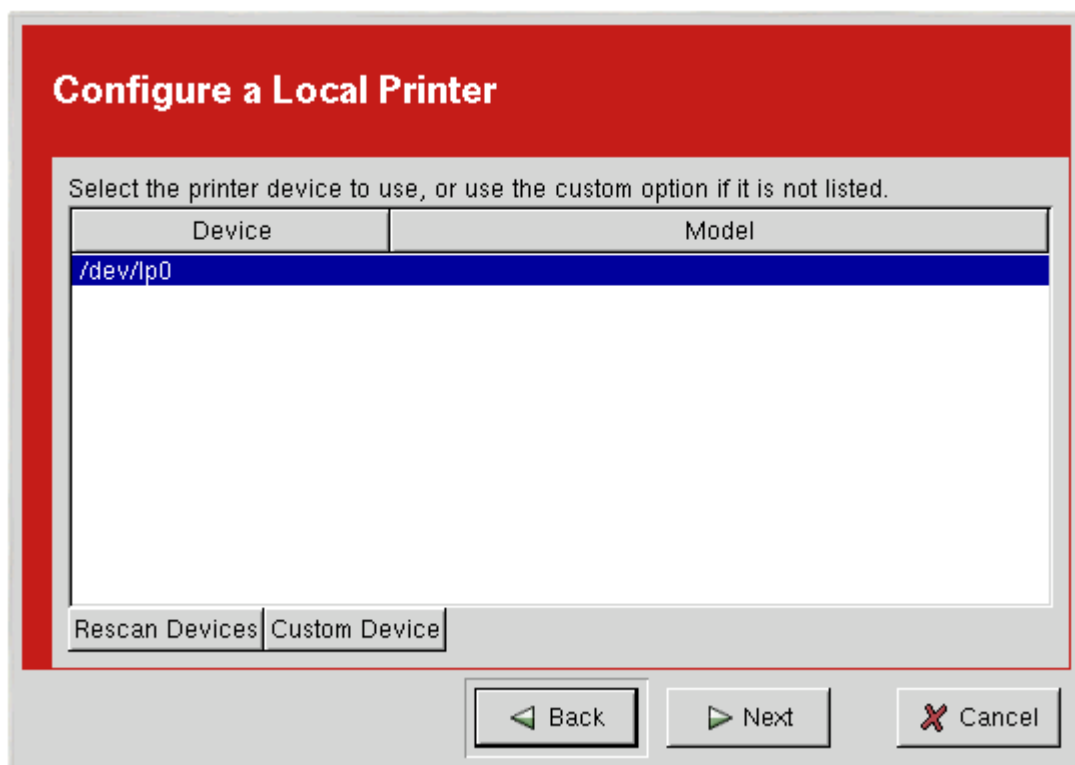 Configure a Local Printer
Select the printer device to use, or use the custom option if it is not listed.
Device Model
/dev/lp0
Rescan Devices Custom Device
Back Next Cancel